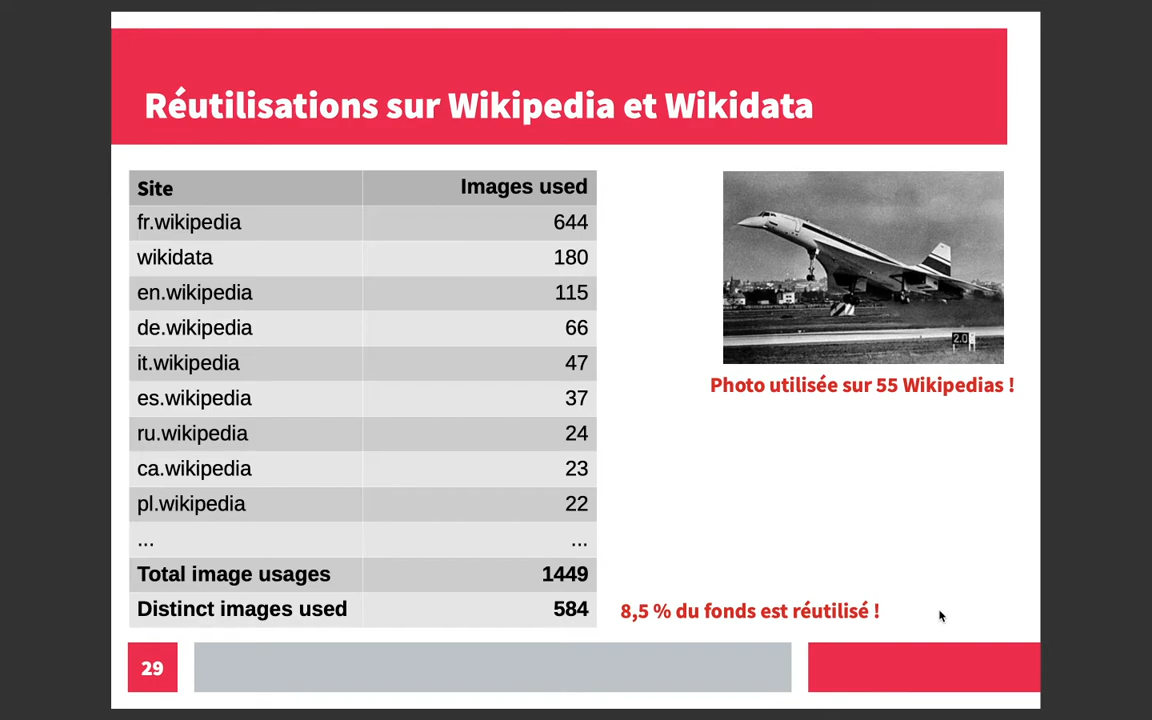 Réutilisations sur Wikipedia et Wikidata
Site Images used
fr.wikipedia 644
wikidata 180
en.wikipedia 115
de.wikipedia 66
it.wikipedia 47
es.wikipedia 37
ru.wikipedia 24
ca.wikipedia 23
pl.wikipedia 22
... ...
Total image usages 1449
Distinct images used 584
2.0
Photo utilisée sur 55 Wikipedias !
8,5 % du fonds est réutilisé !
29